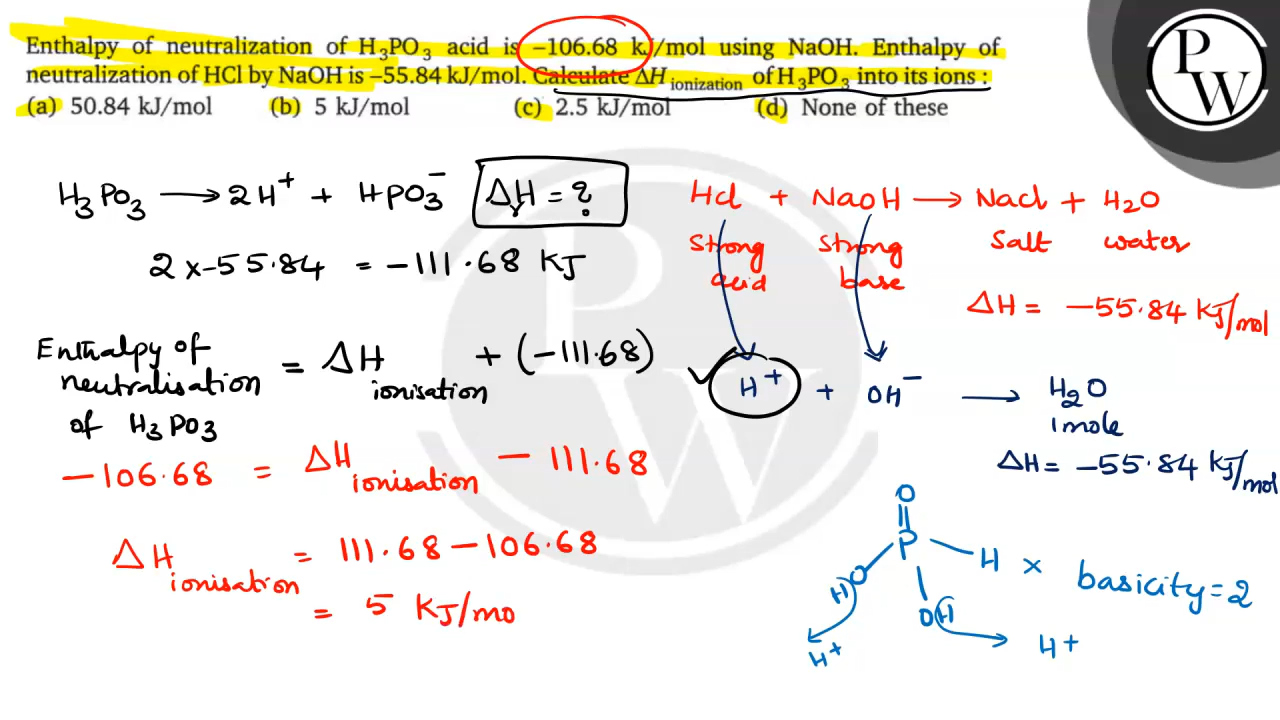 Enthalpy of neutralization of H₃PO₃ acid is −106.68 kJ/mol using NaOH. Enthalpy of
neutralization of HCl by NaOH is −55.84 kJ/mol. Calculate ΔH ionization of H₃PO₃ into its ions :
(a) 50.84 kJ/mol (b) 5 kJ/mol (c) 2.5 kJ/mol (d) None of these
P
W
H₃PO₃ ⟶ 2H⁺ + HPO₃⁻ ΔHᵣ = ?
2 x −55.84 = −111.68 KJ
Enthalpy of
neutralisation = ΔH ionisation + (−111.68)
of H₃PO₃
−106.68 = ΔH ionisation − 111.68
ΔH ionisation = 111.68 − 106.68
= 5 KJ/mo
Hcl + NaOH ⟶ Nacl + H₂O
Strong acid Strong base Salt water
ΔH = −55.84 KJ/mol
H⁺ + OH⁻ ⟶ H₂O
1mole
ΔH = −55.84 KJ/mol
O
P H x basicity = 2
O H OH
H⁺ H+